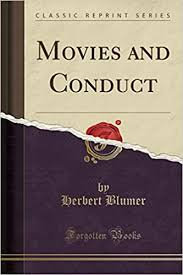 CLASSIC REPRINT SERIES
MOVIES AND
CONDUCT
by
Herbert Blumer
Forgotten Books